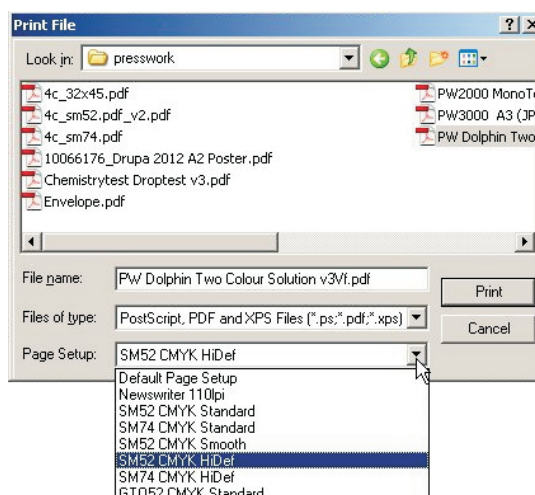 Print File
Look in: presswork
4c_32x45.pdf
4c_sm52.pdf_v2.pdf
4c_sm74.pdf
10066176_Drupa 2012 A2 Poster.pdf
Chemistrytest Droptest v3.pdf
Envelope.pdf
PW2000 MonoT
PW3000 A3 (JP
PW Dolphin Two
File name: PW Dolphin Two Colour Solution v3Vf.pdf
Print
Files of type: PostScript, PDF and XPS Files (*.ps;*.pdf;*.xps)
Cancel
Page Setup: SM52 CMYK HiDef
Default Page Setup
Newswriter 110lpi
SM52 CMYK Standard
SM74 CMYK Standard
SM52 CMYK Smooth
SM52 CMYK HiDef
SM74 CMYK HiDef
GTO52 CMYK Standard